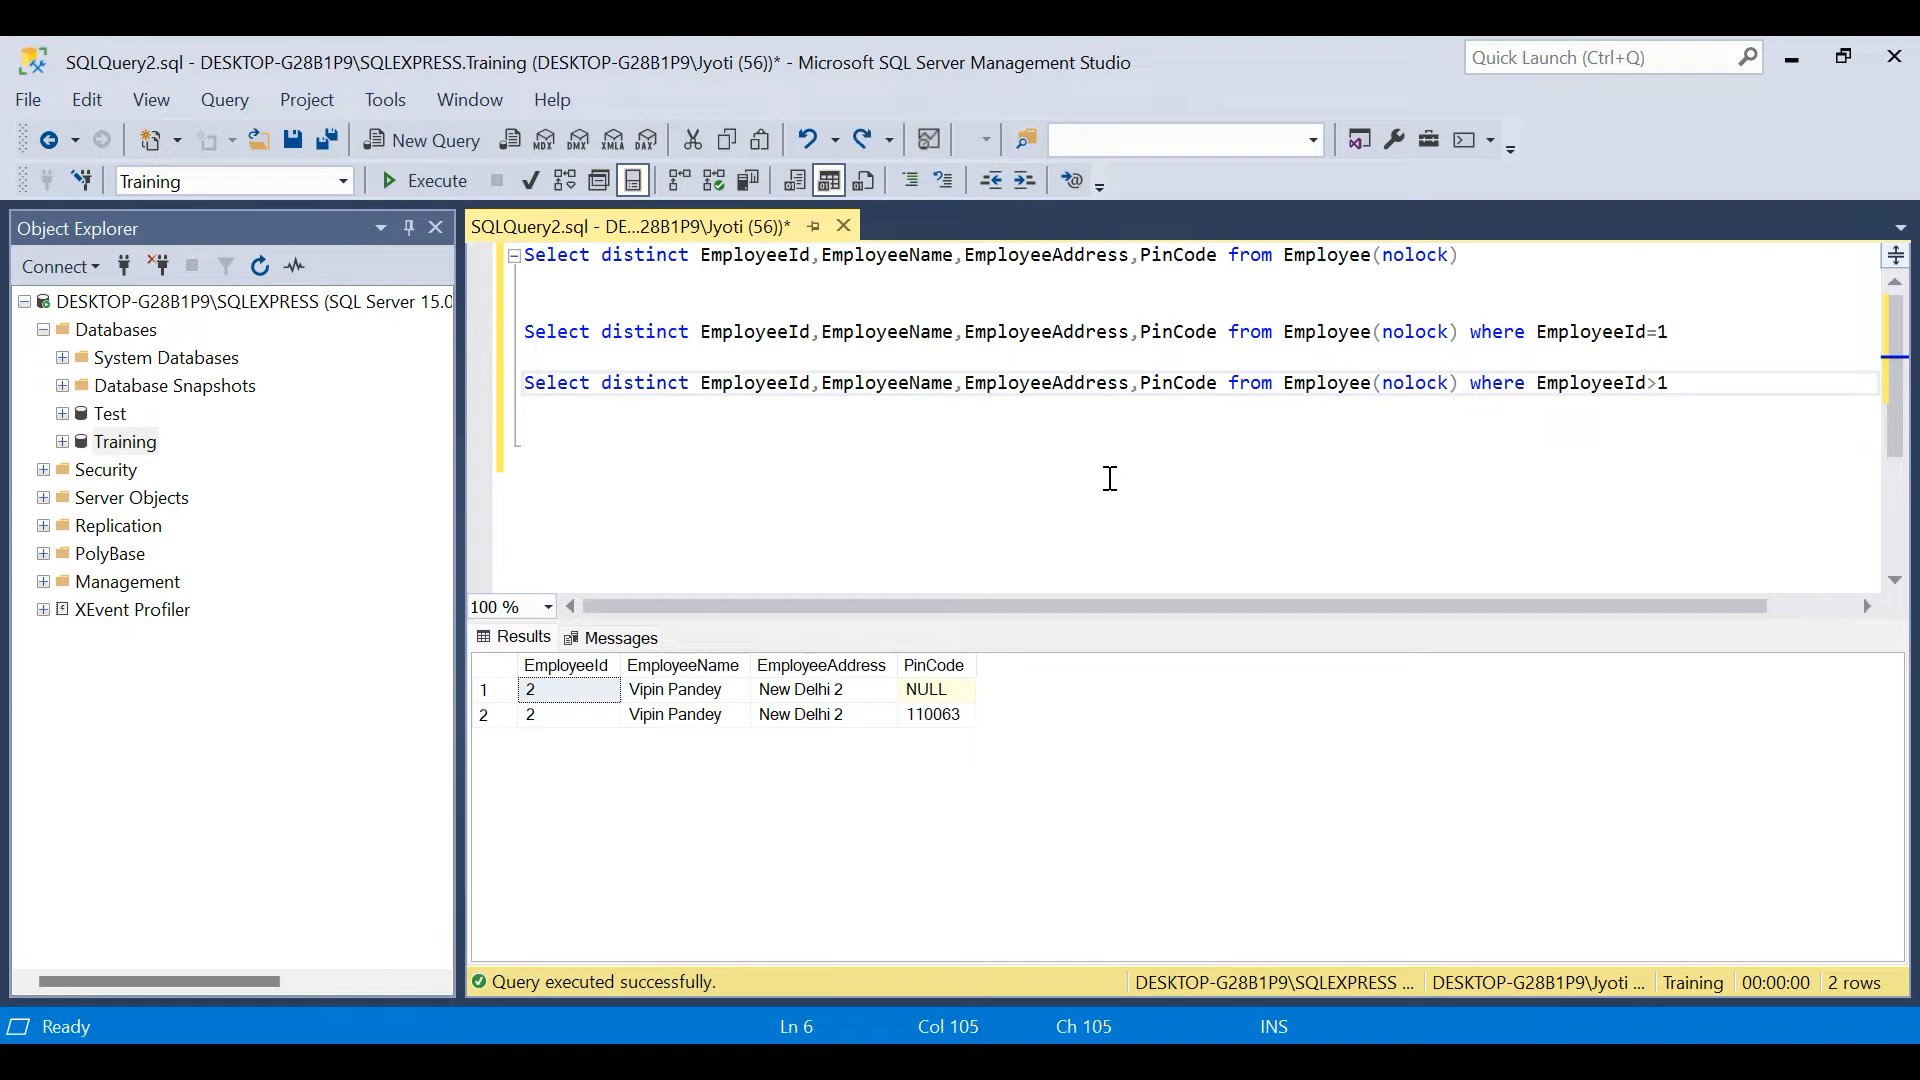 SQLQuery2.sql - DESKTOP-G28B1P9\SQLEXPRESS.Training (DESKTOP-G28B1P9\Jyoti (56))* - Microsoft SQL Server Management Studio
Quick Launch (Ctrl+Q)
File Edit View Query Project Tools Window Help
New Query MDX DMX XMLA DAX
Training Execute
Object Explorer
SQLQuery2.sql - DE...28B1P9\Jyoti (56))*
Connect
DESKTOP-G28B1P9\SQLEXPRESS (SQL Server 15.0
Databases
System Databases
Database Snapshots
Test
Training
Security
Server Objects
Replication
PolyBase
Management
XEvent Profiler
Select distinct EmployeeId,EmployeeName,EmployeeAddress,PinCode from Employee(nolock)
Select distinct EmployeeId,EmployeeName,EmployeeAddress,PinCode from Employee(nolock) where EmployeeId=1
Select distinct EmployeeId,EmployeeName,EmployeeAddress,PinCode from Employee(nolock) where EmployeeId>1
100 %
Results Messages
EmployeeId EmployeeName EmployeeAddress PinCode
1 2 Vipin Pandey New Delhi 2 NULL
2 2 Vipin Pandey New Delhi 2 110063
Query executed successfully. DESKTOP-G28B1P9\SQLEXPRESS ... DESKTOP-G28B1P9\Jyoti ... Training 00:00:00 2 rows
Ready Ln 6 Col 105 Ch 105 INS